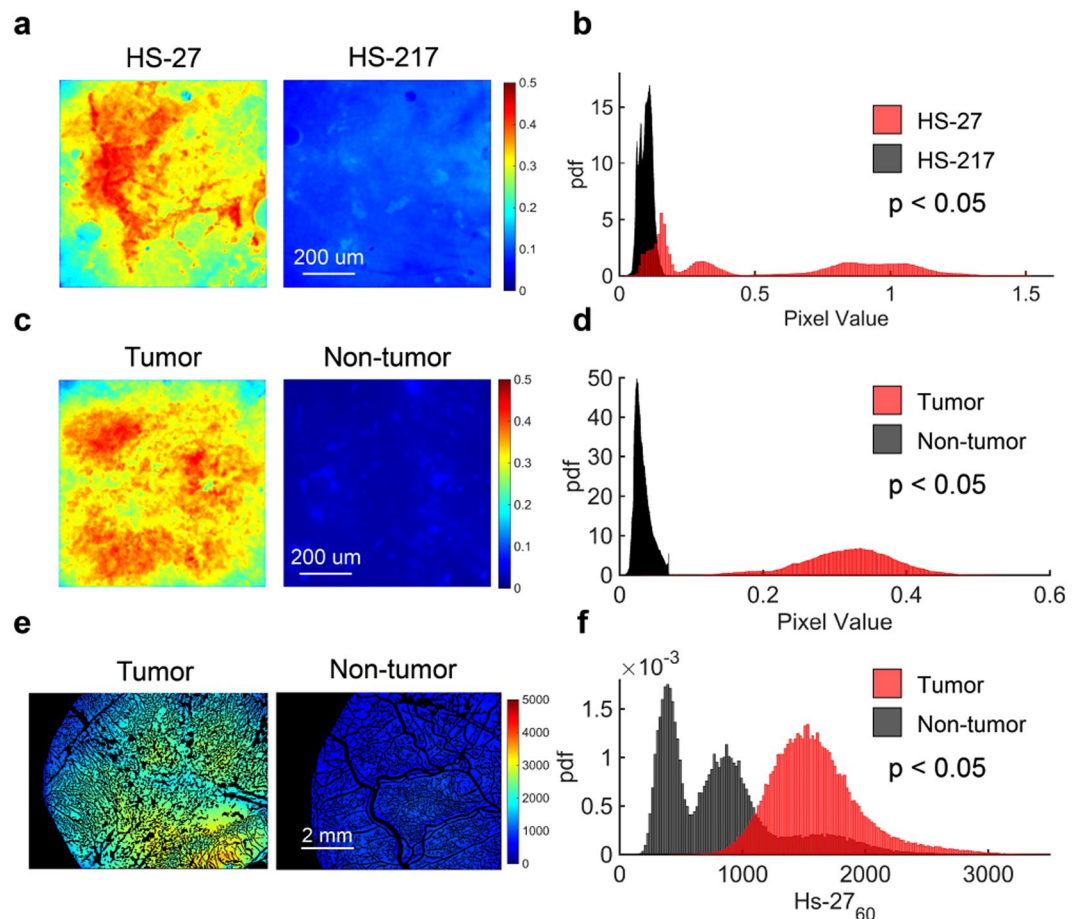 a
HS-27
HS-217
0.5
0.4
0.3
0.2
0.1
0
200 um
b
15
10
5
0
pdf
HS-27
HS-217
p < 0.05
0
0.5
1
1.5
Pixel Value
c
Tumor
Non-tumor
0.5
0.4
0.3
0.2
0.1
0
200 um
d
50
40
30
20
10
0
pdf
Tumor
Non-tumor
p < 0.05
0
0.2
0.4
0.6
Pixel Value
e
Tumor
Non-tumor
5000
4000
3000
2000
1000
0
2 mm
f
×10⁻³
1.5
1
0.5
0
pdf
Tumor
Non-tumor
p < 0.05
0
1000
2000
3000
Hs-27₆₀